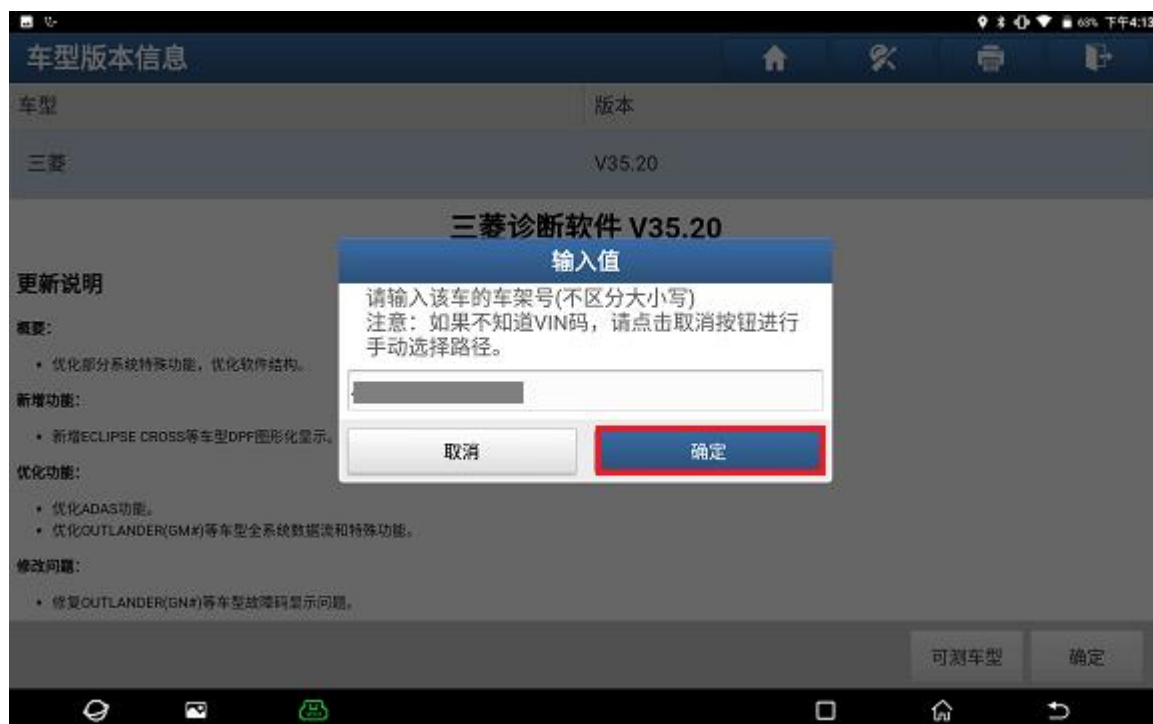 63% 下午4:13
车型版本信息
车型 版本
三菱 V35.20
三菱诊断软件 V35.20
更新说明
概要：
• 优化部分系统特殊功能，优化软件结构。
新增功能：
• 新增ECLIPSE CROSS等车型DPF图形化显示。
优化功能：
• 优化ADAS功能。
• 优化OUTLANDER(GM#)等车型全系统数据流和特殊功能。
修改问题：
• 修复OUTLANDER(GN#)等车型故障码显示问题。
输入值
请输入该车的车架号(不区分大小写)
注意：如果不知道VIN码，请点击取消按钮进行
手动选择路径。
取消 确定
可测车型 确定